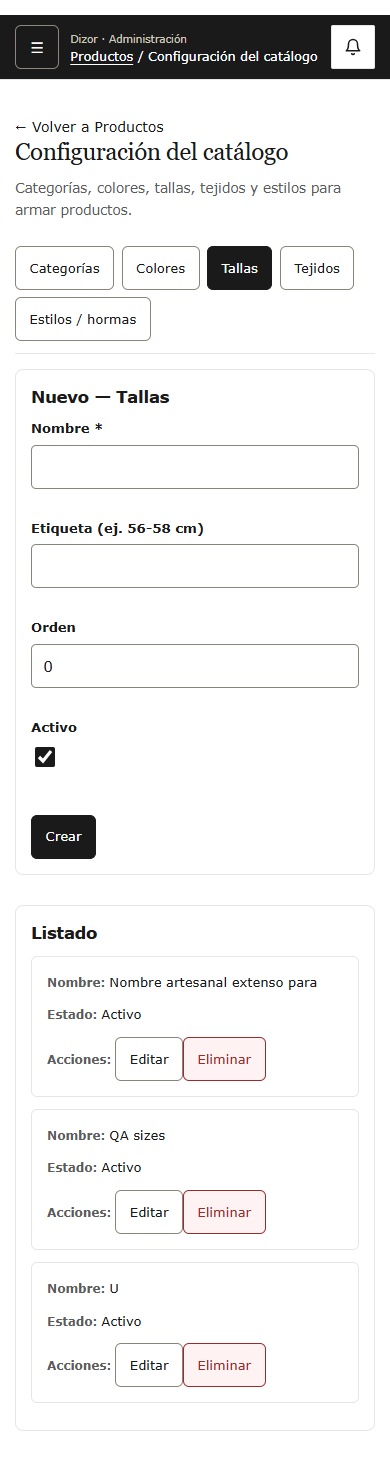 ☰
Dizor · Administración
Productos / Configuración del catálogo
← Volver a Productos
Configuración del catálogo
Categorías, colores, tallas, tejidos y estilos para
armar productos.
Categorías Colores Tallas Tejidos
Estilos / hormas
Nuevo — Tallas
Nombre *
Etiqueta (ej. 56-58 cm)
Orden
0
Activo
Crear
Listado
Nombre: Nombre artesanal extenso para
Estado: Activo
Acciones: Editar Eliminar
Nombre: QA sizes
Estado: Activo
Acciones: Editar Eliminar
Nombre: U
Estado: Activo
Acciones: Editar Eliminar